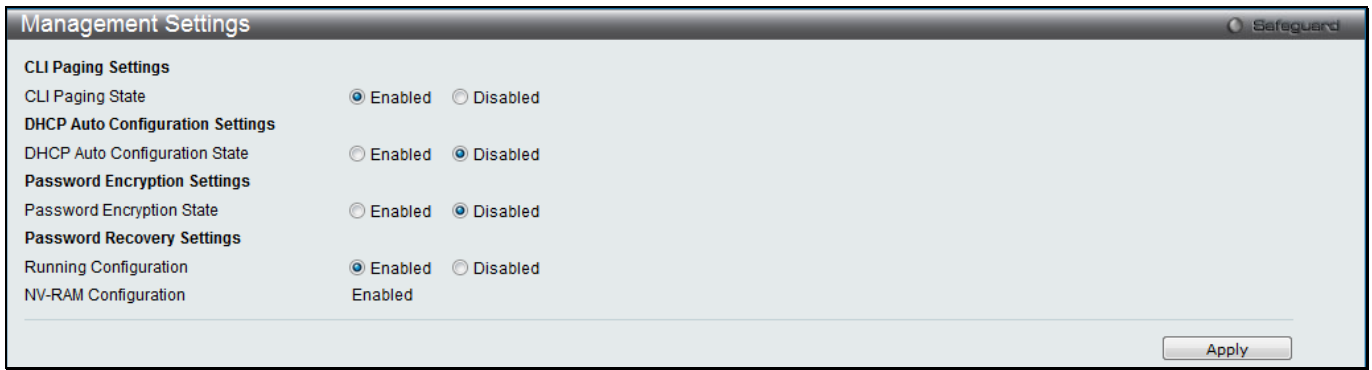 Management Settings
Safeguard
CLI Paging Settings
CLI Paging State Enabled Disabled
DHCP Auto Configuration Settings
DHCP Auto Configuration State Enabled Disabled
Password Encryption Settings
Password Encryption State Enabled Disabled
Password Recovery Settings
Running Configuration Enabled Disabled
NV-RAM Configuration Enabled
Apply